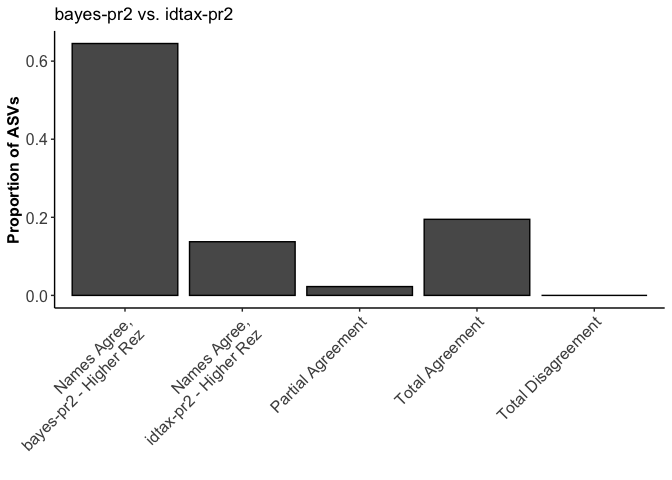 bayes-pr2 vs. idtax-pr2
Proportion of ASVs
0.6
0.4
0.2
0.0
Names Agree,
bayes-pr2 - Higher Rez
Names Agree,
idtax-pr2 - Higher Rez
Partial Agreement
Total Agreement
Total Disagreement